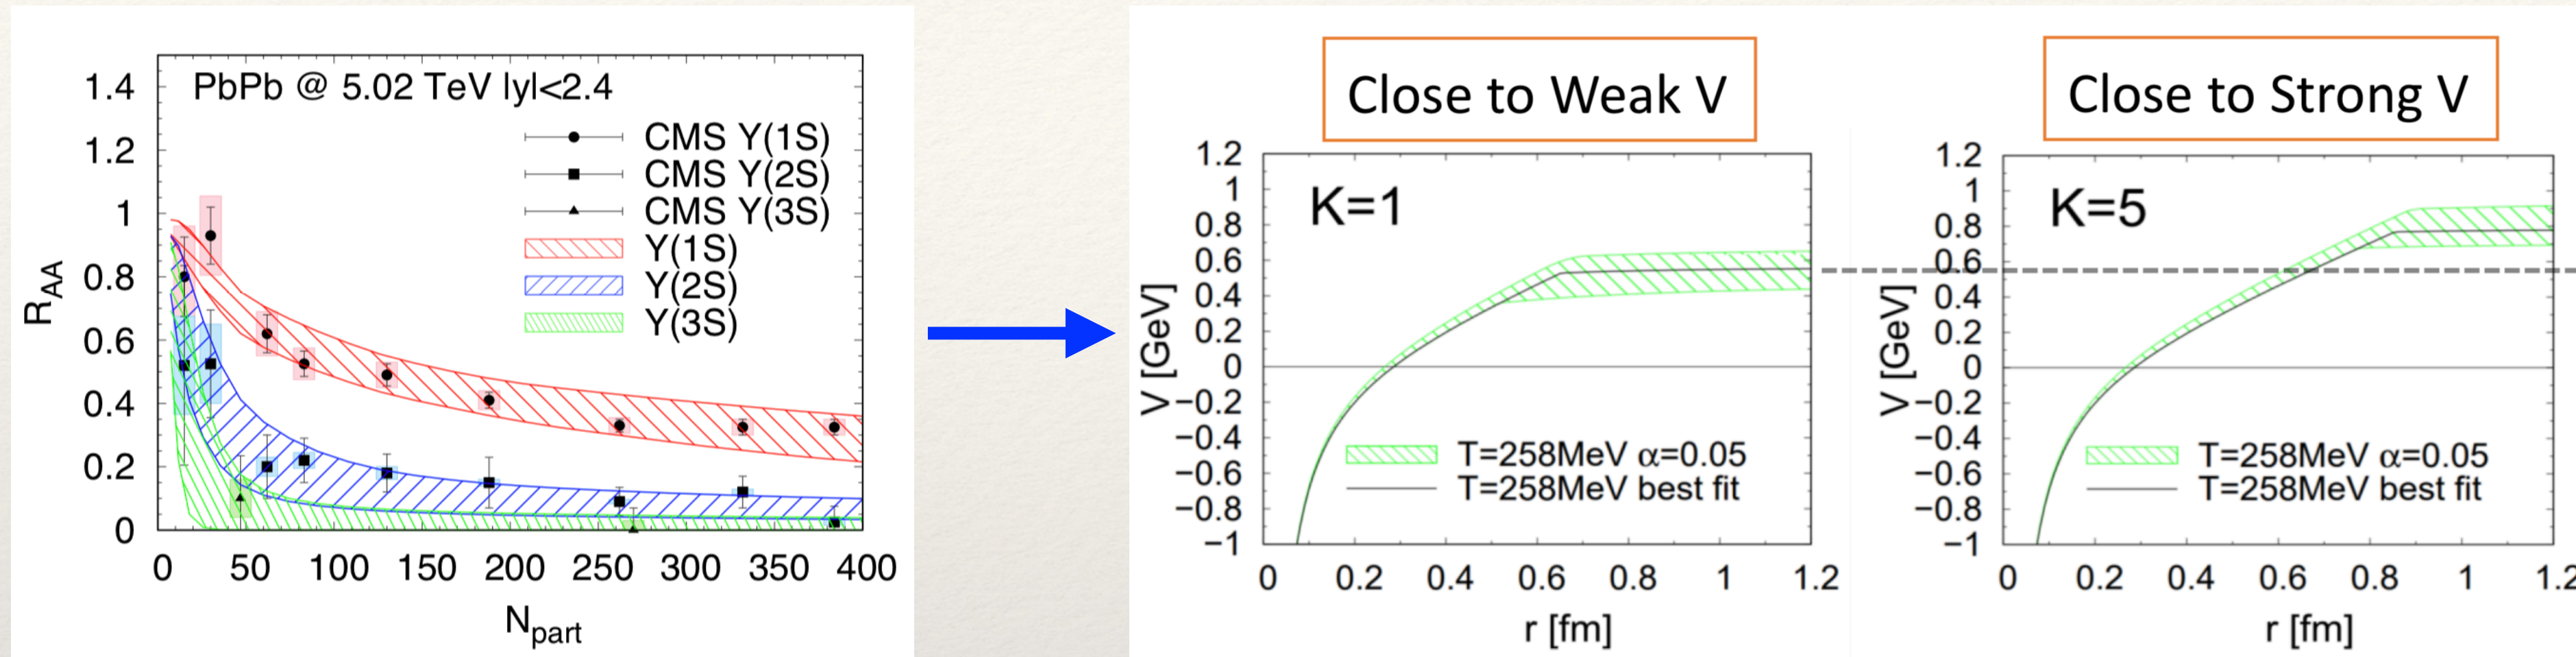 PbPb @ 5.02 TeV |y|<2.4
CMS Y(1S)
CMS Y(2S)
CMS Y(3S)
Y(1S)
Y(2S)
Y(3S)
1.4
1.2
1
0.8
0.6
0.4
0.2
0
R_AA
0 50 100 150 200 250 300 350 400
N_part
Close to Weak V
K=1
1.2
1
0.8
0.6
0.4
0.2
0
−0.2
−0.4
−0.6
−0.8
−1
V [GeV]
T=258MeV α=0.05
T=258MeV best fit
0 0.2 0.4 0.6 0.8 1 1.2
r [fm]
Close to Strong V
K=5
1.2
1
0.8
0.6
0.4
0.2
0
−0.2
−0.4
−0.6
−0.8
−1
V [GeV]
T=258MeV α=0.05
T=258MeV best fit
0 0.2 0.4 0.6 0.8 1 1.2
r [fm]